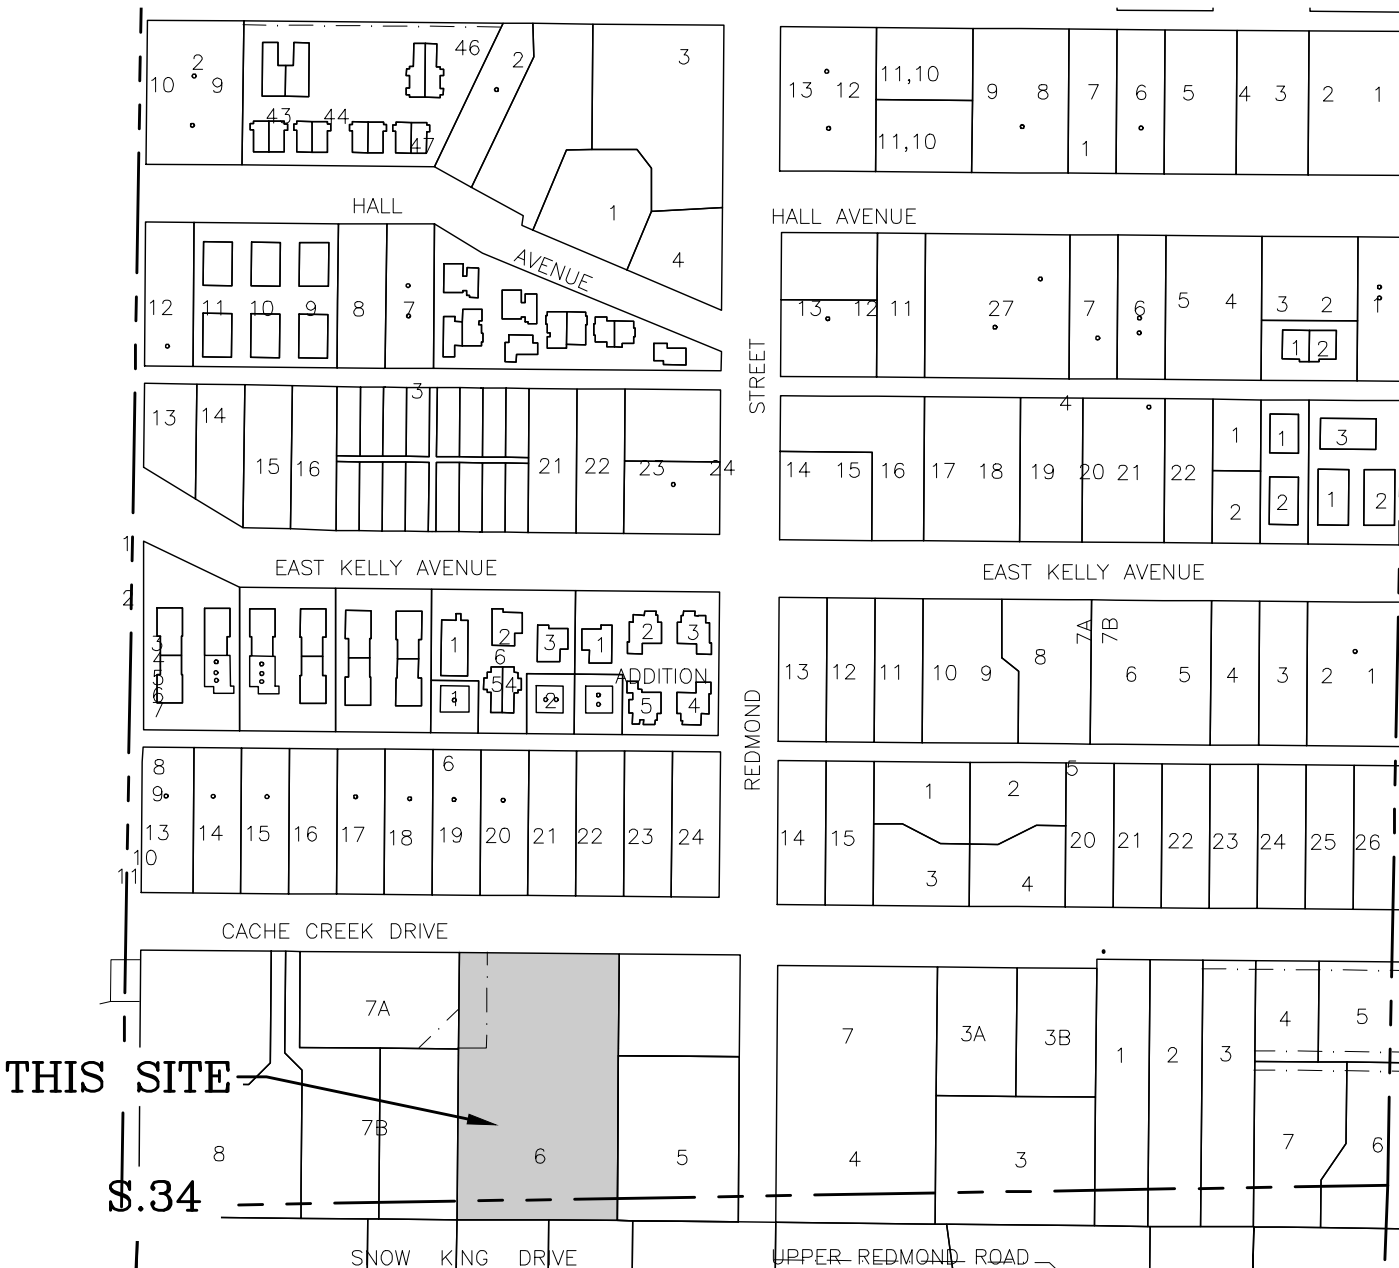 46
2
3
2
10 9
43 44
47
1
4
13 12
11,10
11,10
9 8 7 6 5 4 3 2 1
1
HALL
AVENUE
HALL AVENUE
12 11 10 9 8 7
13 12 11 27 7 6 5 4 3 2 1
1 2
STREET
3
13 14
15 16 21 22 23 24
4
14 15 16 17 18 19 20 21 22
1 2
1 2
3
1 2
1
EAST KELLY AVENUE
EAST KELLY AVENUE
2
3
4
5
6
7
1 2 3 1 2 3
6
ADDITION
54
1 2 5 4
13 12 11 10 9 8 7A 7B 6 5 4 3 2 1
REDMOND
8
9
6
13 14 15 16 17 18 19 20 21 22 23 24
10
11
5
1 2
14 15 20 21 22 23 24 25 26
3 4
CACHE CREEK DRIVE
7A
7 3A 3B 1 2 3 4 5
THIS SITE
7B
8 6 5 4 3 7 6
S.34
SNOW KING DRIVE
UPPER REDMOND ROAD